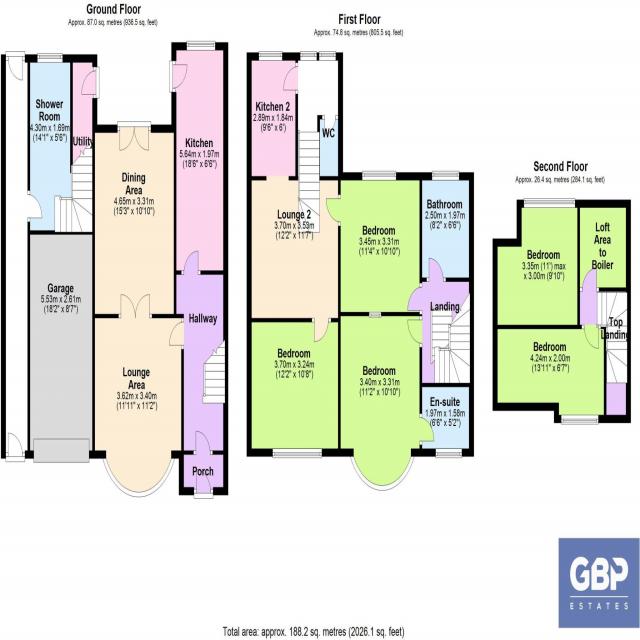 Ground Floor
Approx. 87.0 sq. metres (936.5 sq. feet)
Shower
Room
4.30m x 1.69m
(14'1" x 5'6")
Utility
Kitchen
5.64m x 1.97m
(18'6" x 6'6")
Dining
Area
4.65m x 3.31m
(15'3" x 10'10")
Garage
5.53m x 2.61m
(18'2" x 8'7")
Hallway
Lounge
Area
3.62m x 3.40m
(11'11" x 11'2")
Porch
First Floor
Approx. 74.8 sq. metres (805.5 sq. feet)
Kitchen 2
2.89m x 1.84m
(9'6" x 6')
WC
Lounge 2
3.70m x 3.53m
(12'2" x 11'7")
Bedroom
3.45m x 3.31m
(11'4" x 10'10")
Bathroom
2.50m x 1.97m
(8'2" x 6'6")
Landing
Bedroom
3.70m x 3.24m
(12'2" x 10'8")
Bedroom
3.40m x 3.31m
(11'2" x 10'10")
En-suite
1.97m x 1.58m
(6'6" x 5'2")
Second Floor
Approx. 26.4 sq. metres (284.1 sq. feet)
Bedroom
3.35m (11') max
x 3.00m (9'10")
Loft
Area
to
Boiler
Top
Landing
Bedroom
4.24m x 2.00m
(13'11" x 6'7")
GBP
ESTATES
Total area: approx. 188.2 sq. metres (2026.1 sq. feet)